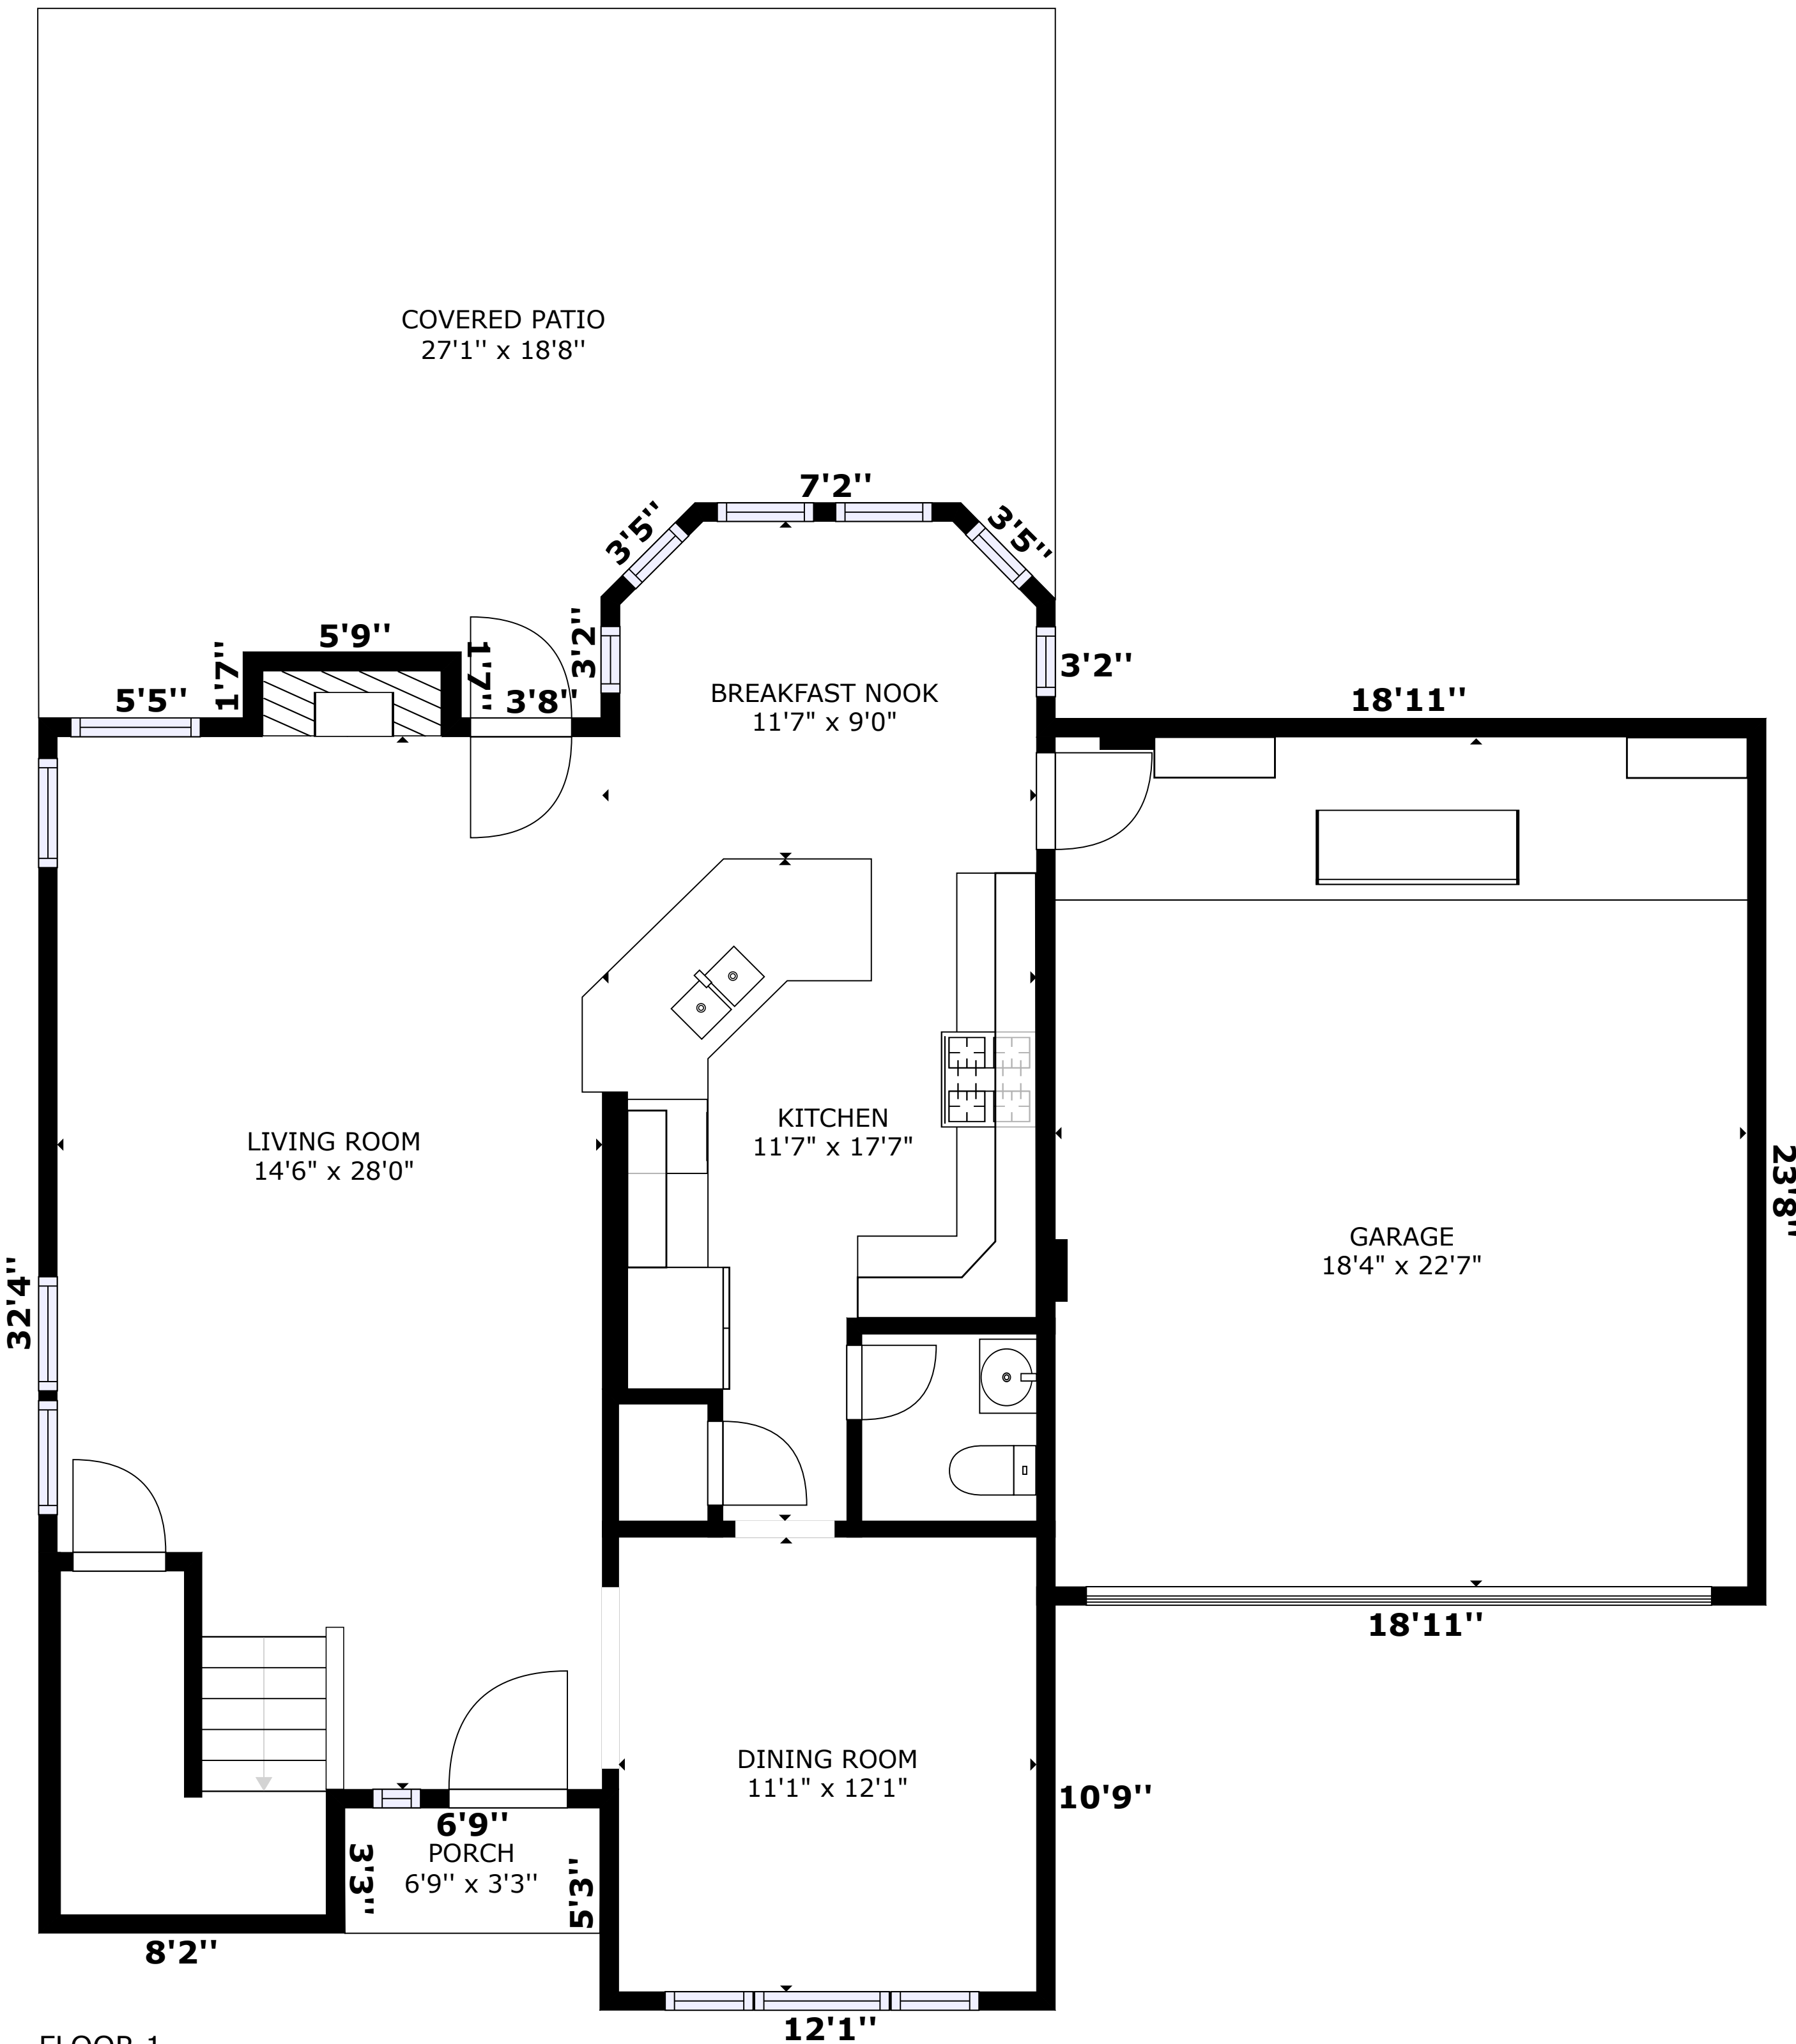 COVERED PATIO
27'1'' x 18'8''
7'2''
3'5''
3'5''
5'9''
1'7''
1'7''
3'2''
3'2''
5'5''
3'8''
BREAKFAST NOOK
11'7" x 9'0"
18'11''
KITCHEN
11'7" x 17'7"
LIVING ROOM
14'6" x 28'0"
23'8''
GARAGE
18'4" x 22'7"
32'4''
18'11''
DINING ROOM
11'1" x 12'1"
10'9''
6'9''
PORCH
6'9'' x 3'3''
3'3''
5'3''
8'2''
12'1''
FLOOR 1